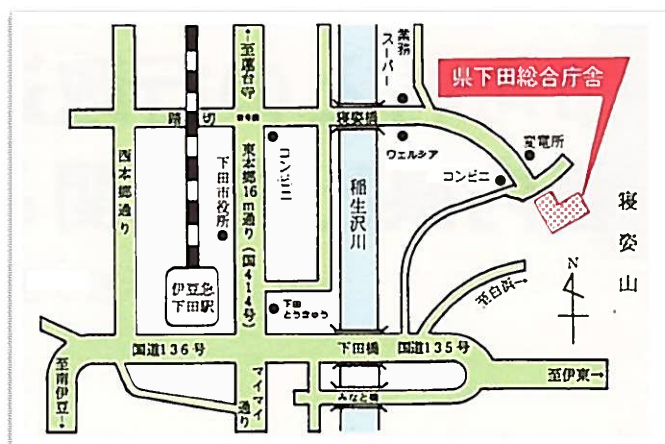 業務
スーパー
←至蓮台寺
県下田総合庁舎
踏切
寝姿橋
変電所
ウェルシア
コンビニ
コンビニ
西本郷通り
下田市役所
東本郷16m通り(国414号)
稲生沢川
寝姿山
N
伊豆急
下田駅
下田
とうきゅう
至白浜→
国道136号
下田橋
国道135号
至伊東→
至南伊豆→
マイマイ
通り
みなと橋